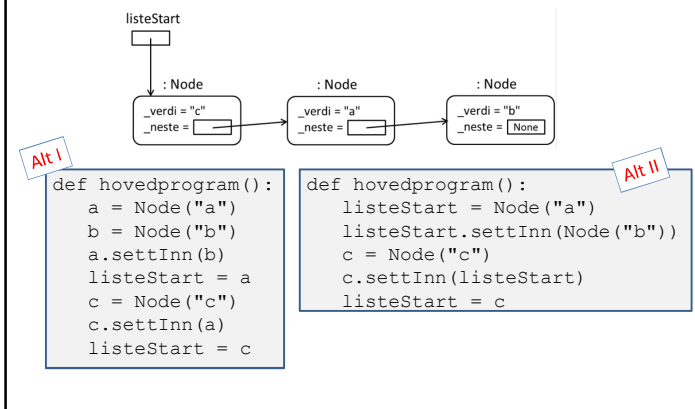 listeStart
: Node : Node : Node
_verdi = "c" _verdi = "a" _verdi = "b"
_neste = _neste = _neste = None
Alt I
def hovedprogram():
    a = Node("a")
    b = Node("b")
    a.settInn(b)
    listeStart = a
    c = Node("c")
    c.settInn(a)
    listeStart = c
Alt II
def hovedprogram():
    listeStart = Node("a")
    listeStart.settInn(Node("b"))
    c = Node("c")
    c.settInn(listeStart)
    listeStart = c